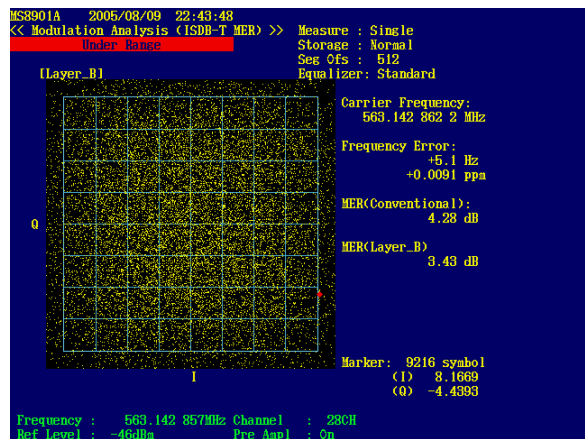 MS8901A 2005/08/09 22:43:48
<< Modulation Analysis (ISDB-T MER) >> Measure : Single
Under Range Storage : Normal
Seg Ofs : 512
[Layer_B] Equalizer: Standard
Carrier Frequency:
563.142 862 2 MHz
Frequency Error:
+5.1 Hz
+0.0091 ppm
MER(Conventional):
4.28 dB
Q
MER(Layer_B)
3.43 dB
Marker: 9216 symbol
I
(I) 8.1669
(Q) -4.4393
Frequency : 563.142 857MHz Channel : 28CH
Ref Level : -46dBm Pre Ampl : On